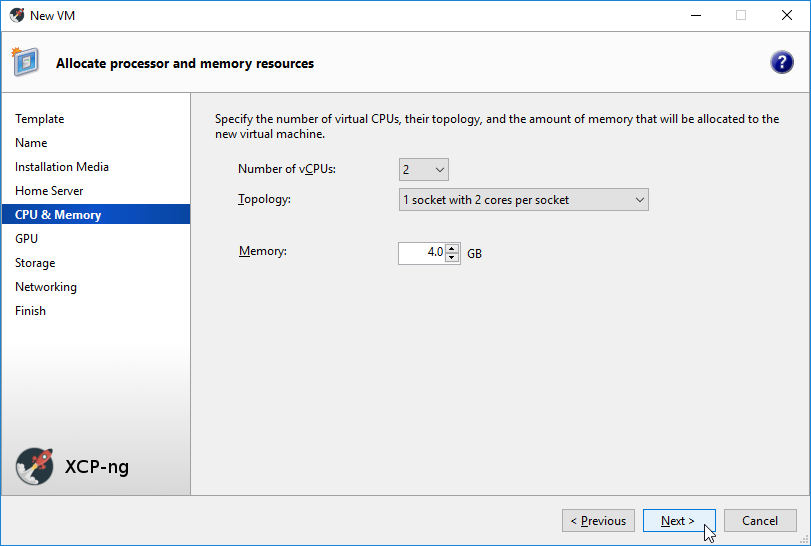 New VM
Allocate processor and memory resources
?
Template
Name
Installation Media
Home Server
CPU & Memory
GPU
Storage
Networking
Finish
XCP-ng
Specify the number of virtual CPUs, their topology, and the amount of memory that will be allocated to the
new virtual machine.
Number of vCPUs: 2
Topology: 1 socket with 2 cores per socket
Memory: 4.0 GB
< Previous Next > Cancel